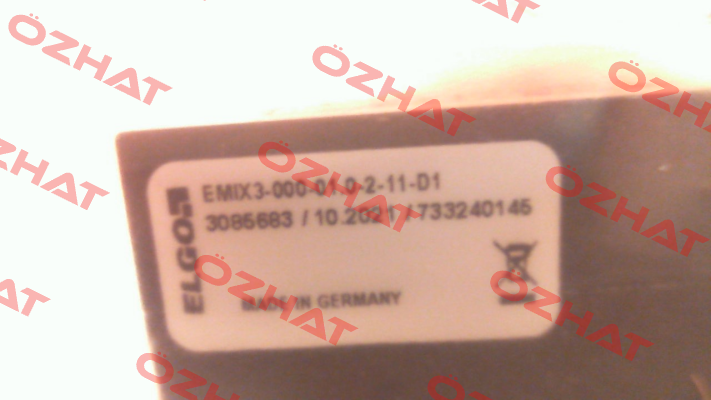 ELGO
EMIX3-000-01.0-2-11-D1
3085683 / 10.2021 / 733240145
MADE IN GERMANY
ÖZHAT
ÖZHAT
ÖZHAT
ÖZHAT
ÖZHAT
ÖZHAT
ÖZHAT
ÖZHAT
ÖZHAT
ÖZHAT
ÖZHAT